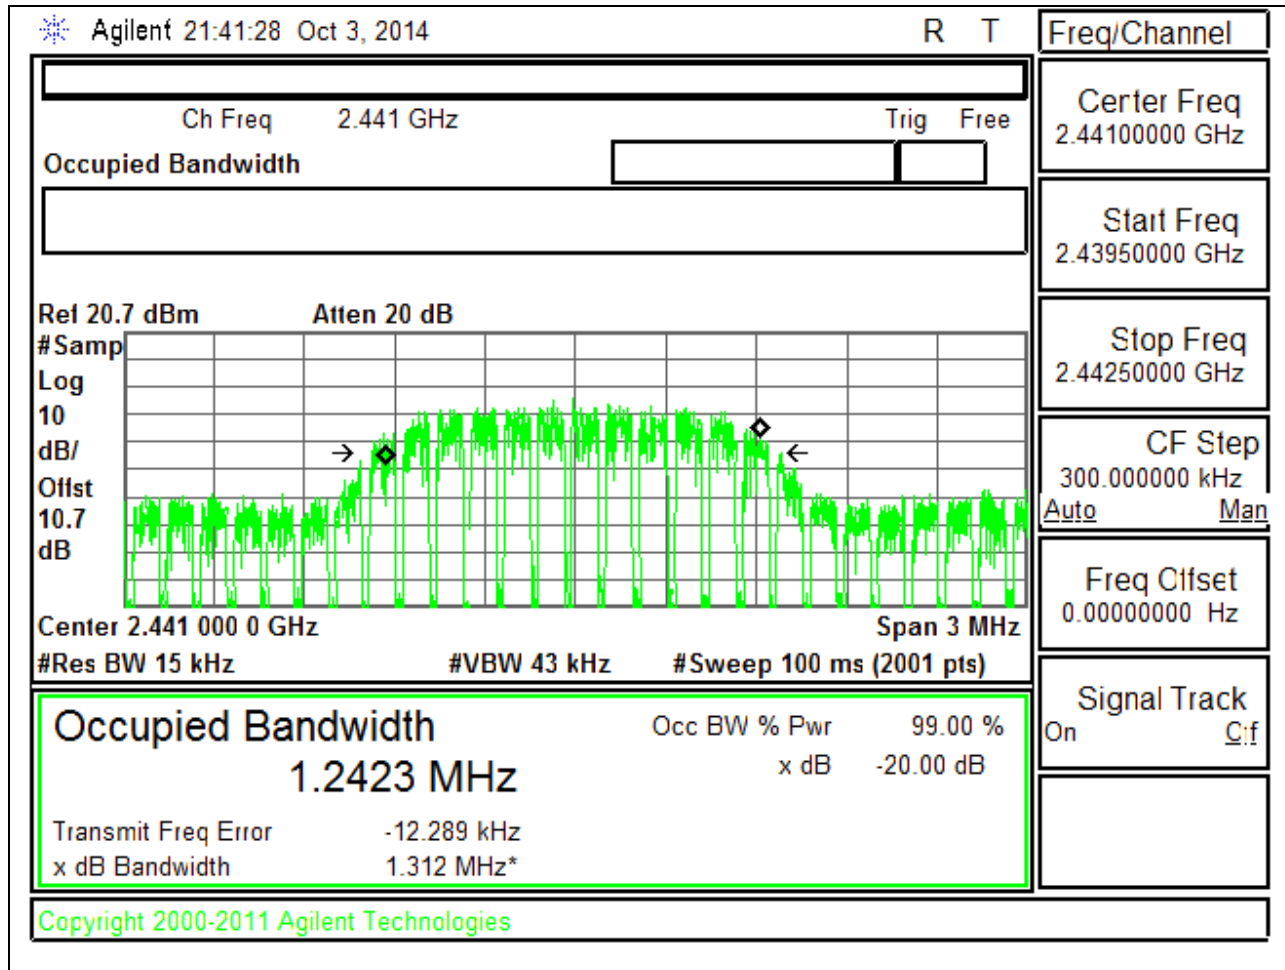 Agilent 21:41:28 Oct 3, 2014 R T
Ch Freq 2.441 GHz Trig Free
Occupied Bandwidth
Ref 20.7 dBm Atten 20 dB
#Samp
Log
10
dB/
Offst
10.7
dB
Center 2.441 000 0 GHz Span 3 MHz
#Res BW 15 kHz #VBW 43 kHz #Sweep 100 ms (2001 pts)
Occupied Bandwidth
1.2423 MHz
Occ BW % Pwr 99.00 %
x dB -20.00 dB
Transmit Freq Error -12.289 kHz
x dB Bandwidth 1.312 MHz*
Copyright 2000-2011 Agilent Technologies
Freq/Channel
Center Freq
2.44100000 GHz
Start Freq
2.43950000 GHz
Stop Freq
2.44250000 GHz
CF Step
300.000000 kHz
Auto Man
Freq Offset
0.00000000 Hz
Signal Track
On Off